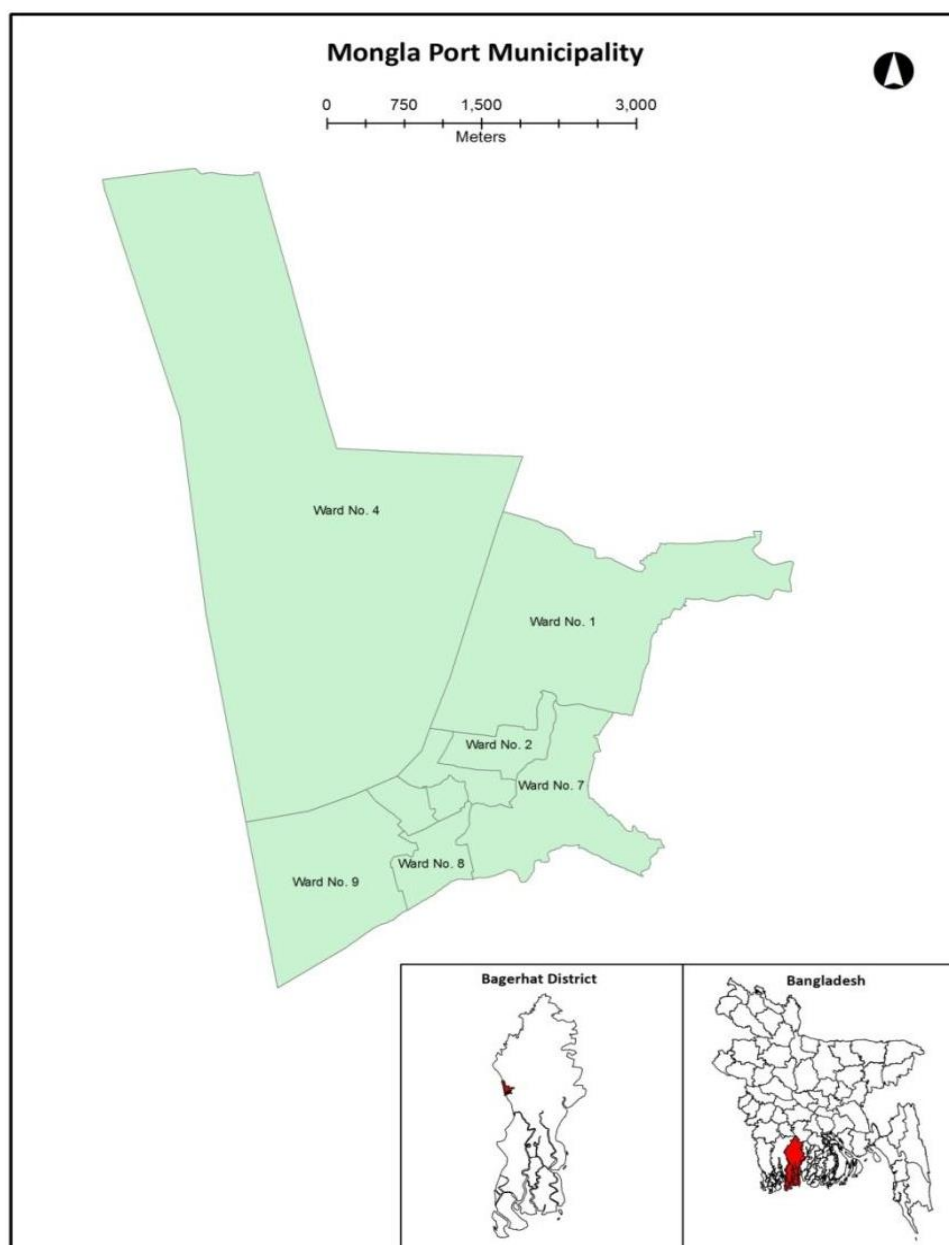 Mongla Port Municipality
0 750 1,500 3,000
Meters
Ward No. 4
Ward No. 1
Ward No. 2
Ward No. 7
Ward No. 8
Ward No. 9
Bagerhat District
Bangladesh